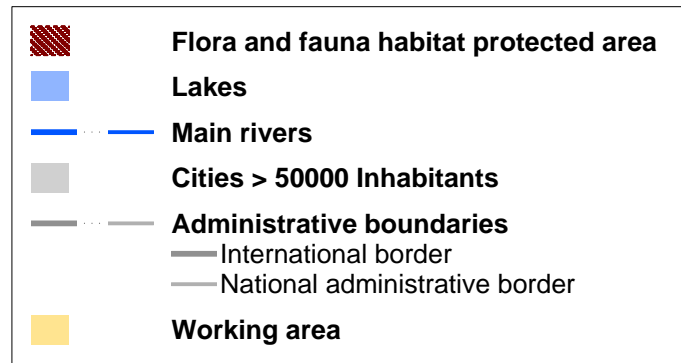 Flora and fauna habitat protected area
Lakes
Main rivers
Cities > 50000 Inhabitants
Administrative boundaries
International border
National administrative border
Working area